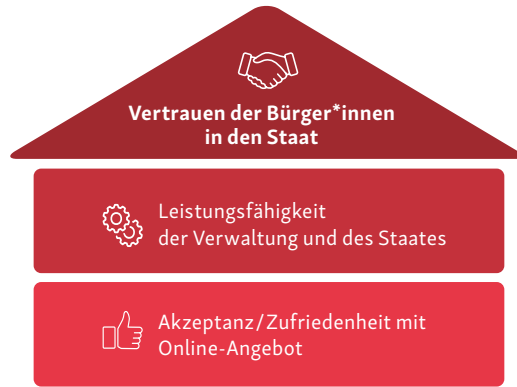 Vertrauen der Bürger*innen
in den Staat
Leistungsfähigkeit
der Verwaltung und des Staates
Akzeptanz/Zufriedenheit mit
Online-Angebot